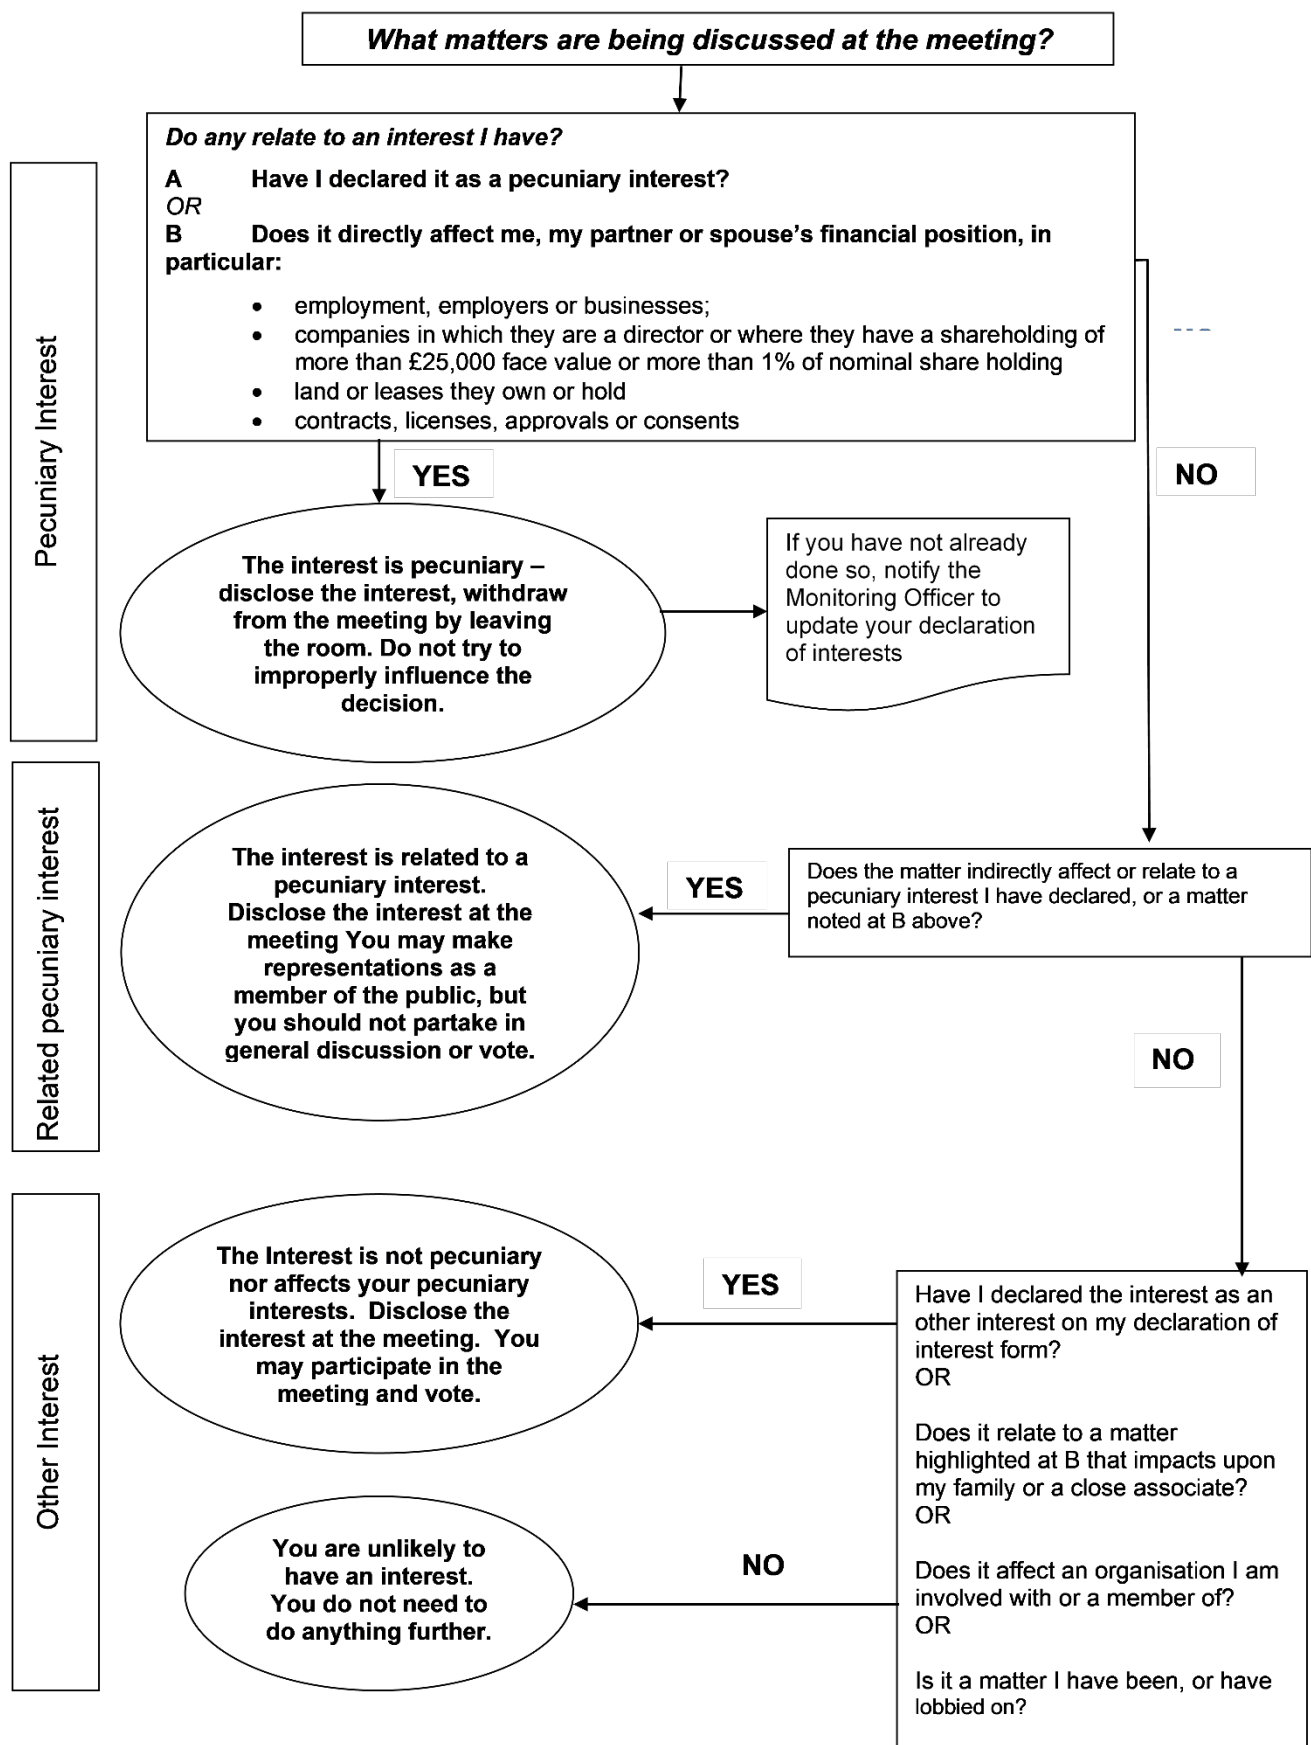 What matters are being discussed at the meeting?
Do any relate to an interest I have?
A Have I declared it as a pecuniary interest?
OR
B Does it directly affect me, my partner or spouse's financial position, in
particular:
• employment, employers or businesses;
• companies in which they are a director or where they have a shareholding of
more than £25,000 face value or more than 1% of nominal share holding
• land or leases they own or hold
• contracts, licenses, approvals or consents
Pecuniary Interest
YES
NO
The interest is pecuniary –
disclose the interest, withdraw
from the meeting by leaving
the room. Do not try to
improperly influence the
decision.
If you have not already
done so, notify the
Monitoring Officer to
update your declaration
of interests
Related pecuniary interest
The interest is related to a
pecuniary interest.
Disclose the interest at the
meeting You may make
representations as a
member of the public, but
you should not partake in
general discussion or vote.
YES
Does the matter indirectly affect or relate to a
pecuniary interest I have declared, or a matter
noted at B above?
NO
Other Interest
The Interest is not pecuniary
nor affects your pecuniary
interests. Disclose the
interest at the meeting. You
may participate in the
meeting and vote.
YES
Have I declared the interest as an
other interest on my declaration of
interest form?
OR
Does it relate to a matter
highlighted at B that impacts upon
my family or a close associate?
OR
Does it affect an organisation I am
involved with or a member of?
OR
Is it a matter I have been, or have
lobbied on?
NO
You are unlikely to
have an interest.
You do not need to
do anything further.